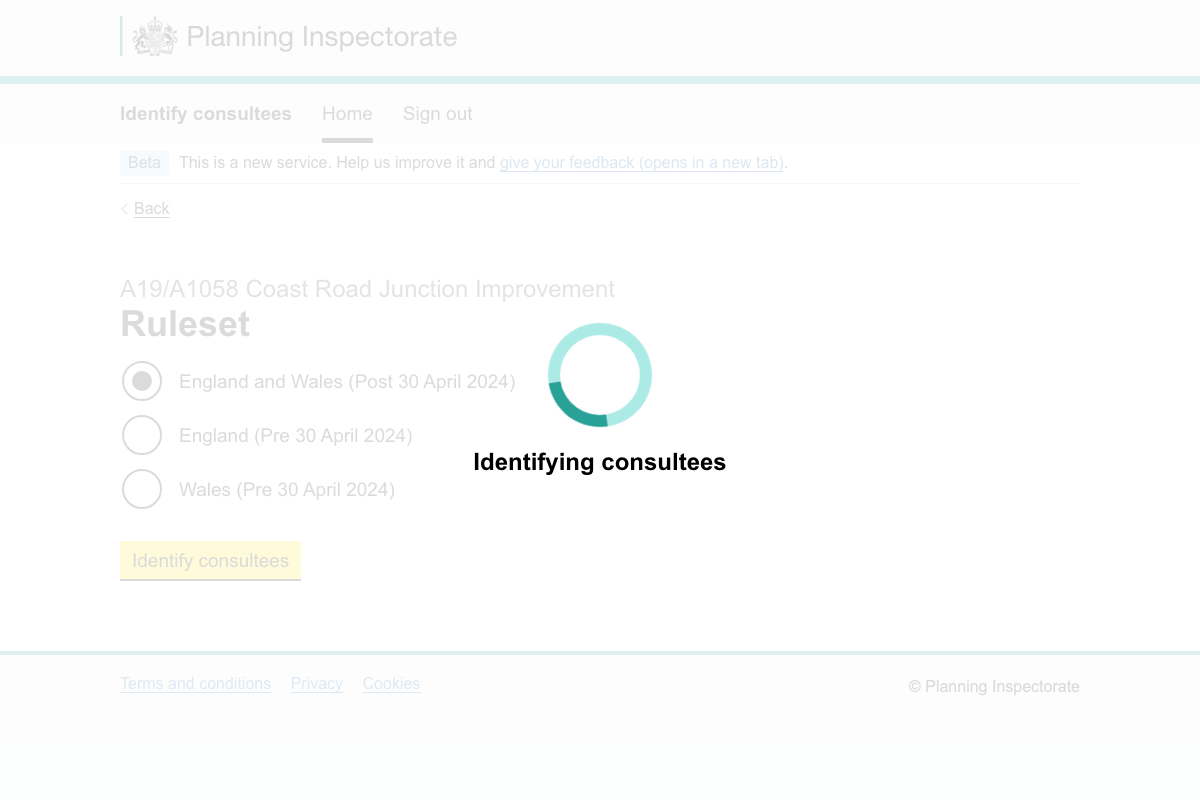 Planning Inspectorate
Identify consultees Home Sign out
Beta This is a new service. Help us improve it and give your feedback (opens in a new tab).
Back
A19/A1058 Coast Road Junction Improvement
Ruleset
England and Wales (Post 30 April 2024)
England (Pre 30 April 2024)
Identifying consultees
Wales (Pre 30 April 2024)
Identify consultees
Terms and conditions Privacy Cookies
© Planning Inspectorate